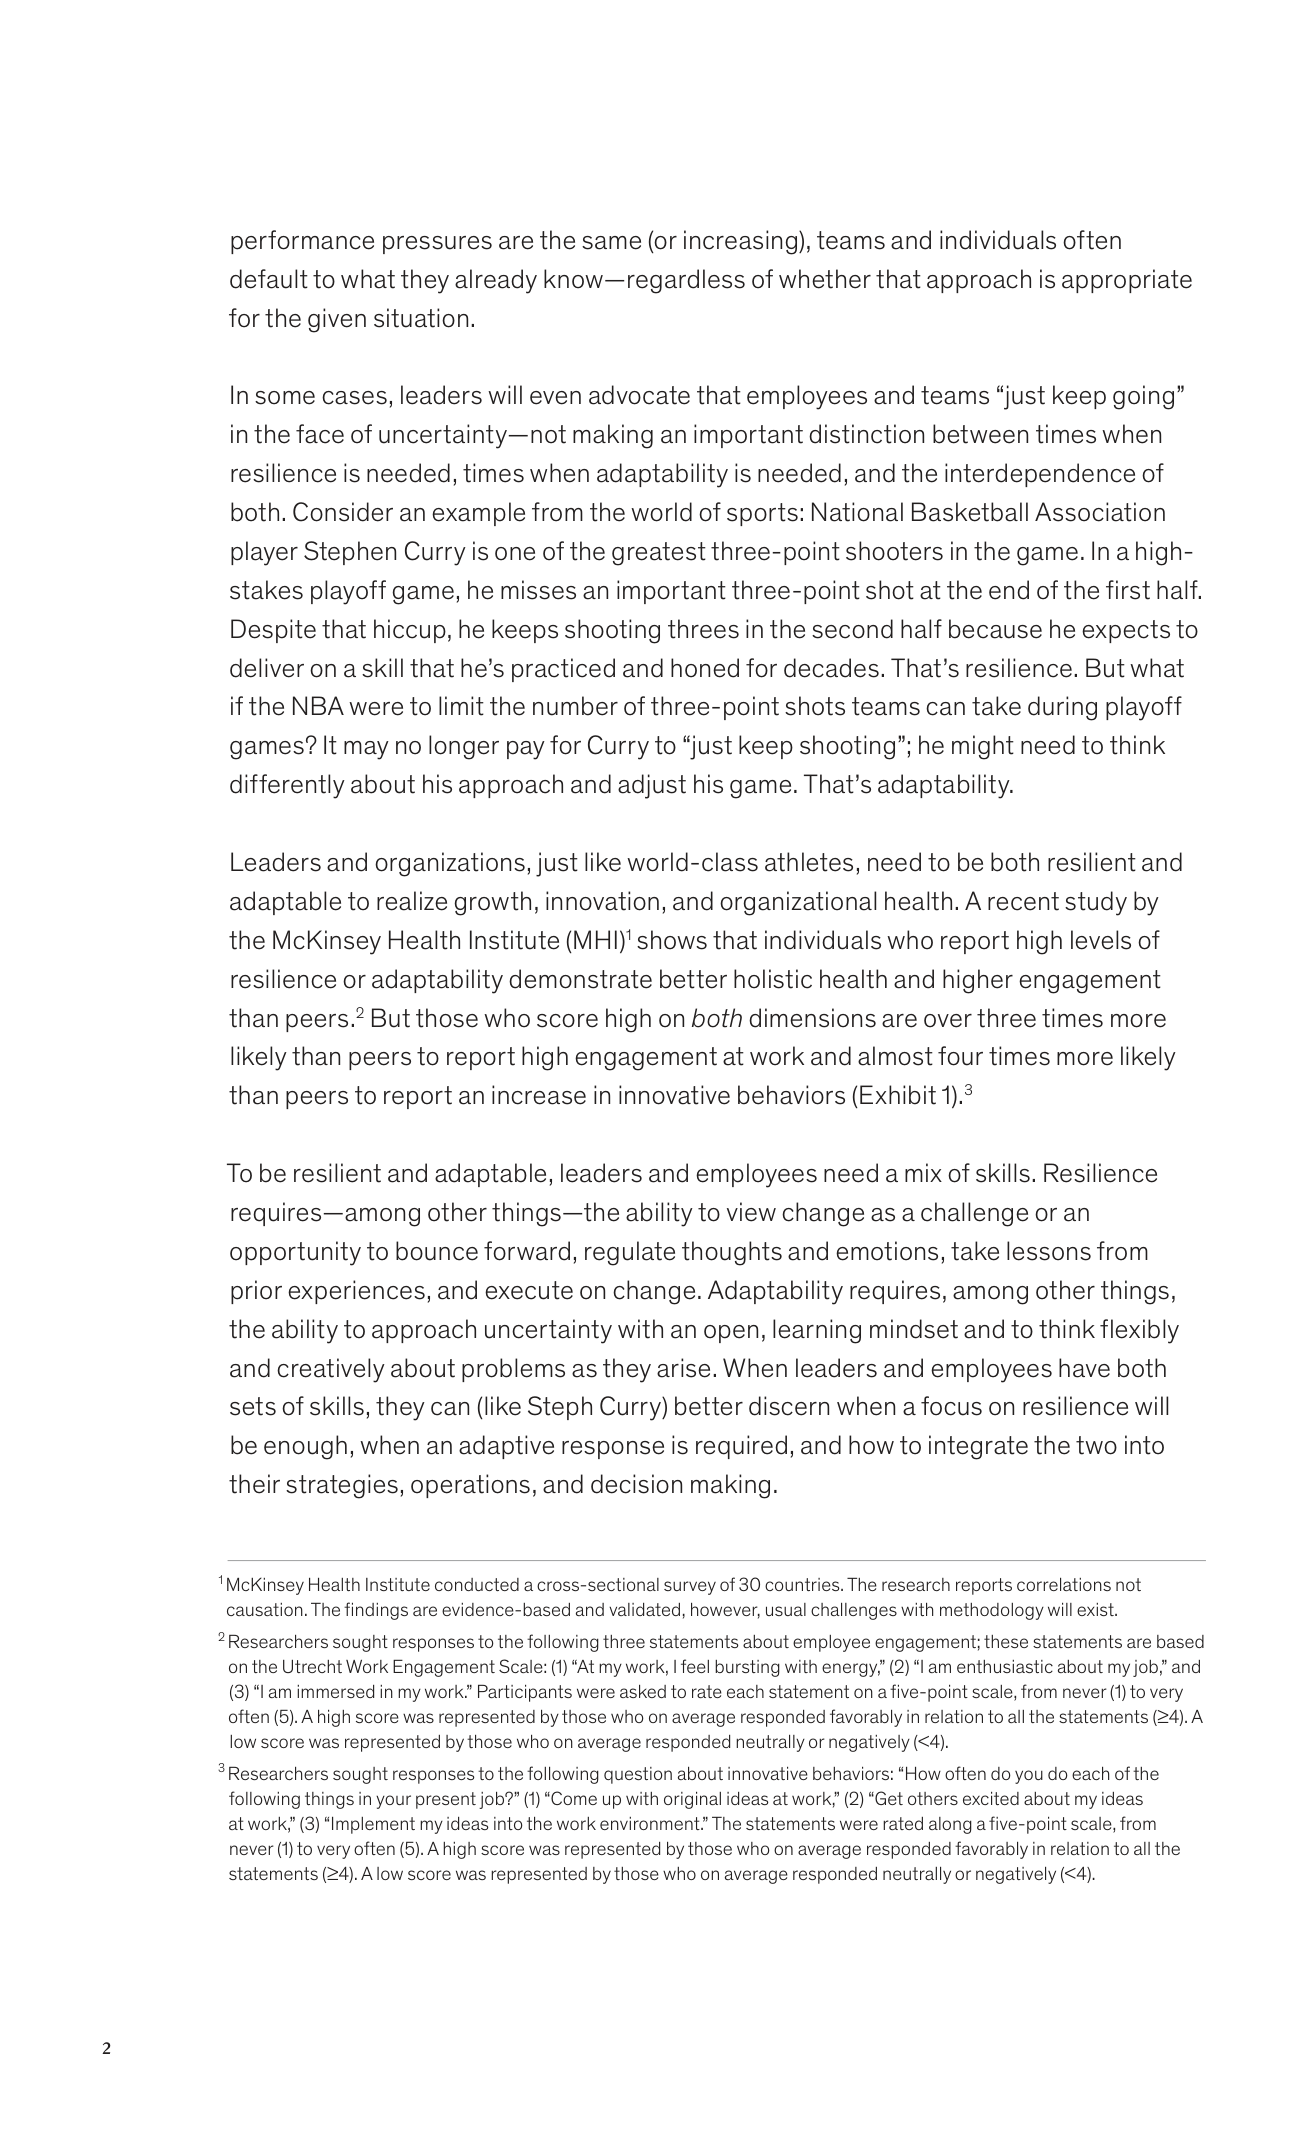 performance pressures are the same (or increasing), teams and individuals often
default to what they already know—regardless of whether that approach is appropriate
for the given situation.
In some cases, leaders will even advocate that employees and teams “just keep going”
in the face of uncertainty—not making an important distinction between times when
resilience is needed, times when adaptability is needed, and the interdependence of
both. Consider an example from the world of sports: National Basketball Association
player Stephen Curry is one of the greatest three-point shooters in the game. In a high-
stakes playoff game, he misses an important three-point shot at the end of the first half.
Despite that hiccup, he keeps shooting threes in the second half because he expects to
deliver on a skill that he’s practiced and honed for decades. That’s resilience. But what
if the NBA were to limit the number of three-point shots teams can take during playoff
games? It may no longer pay for Curry to “just keep shooting”; he might need to think
differently about his approach and adjust his game. That’s adaptability.
Leaders and organizations, just like world-class athletes, need to be both resilient and
adaptable to realize growth, innovation, and organizational health. A recent study by
the McKinsey Health Institute (MHI)¹ shows that individuals who report high levels of
resilience or adaptability demonstrate better holistic health and higher engagement
than peers.² But those who score high on both dimensions are over three times more
likely than peers to report high engagement at work and almost four times more likely
than peers to report an increase in innovative behaviors (Exhibit 1).³
To be resilient and adaptable, leaders and employees need a mix of skills. Resilience
requires—among other things—the ability to view change as a challenge or an
opportunity to bounce forward, regulate thoughts and emotions, take lessons from
prior experiences, and execute on change. Adaptability requires, among other things,
the ability to approach uncertainty with an open, learning mindset and to think flexibly
and creatively about problems as they arise. When leaders and employees have both
sets of skills, they can (like Steph Curry) better discern when a focus on resilience will
be enough, when an adaptive response is required, and how to integrate the two into
their strategies, operations, and decision making.
¹ McKinsey Health Institute conducted a cross-sectional survey of 30 countries. The research reports correlations not
causation. The findings are evidence-based and validated, however, usual challenges with methodology will exist.
² Researchers sought responses to the following three statements about employee engagement; these statements are based
on the Utrecht Work Engagement Scale: (1) “At my work, I feel bursting with energy,” (2) “I am enthusiastic about my job,” and
(3) “I am immersed in my work.” Participants were asked to rate each statement on a five-point scale, from never (1) to very
often (5). A high score was represented by those who on average responded favorably in relation to all the statements (≥4). A
low score was represented by those who on average responded neutrally or negatively (<4).
³ Researchers sought responses to the following question about innovative behaviors: “How often do you do each of the
following things in your present job?” (1) “Come up with original ideas at work,” (2) “Get others excited about my ideas
at work,” (3) “Implement my ideas into the work environment.” The statements were rated along a five-point scale, from
never (1) to very often (5). A high score was represented by those who on average responded favorably in relation to all the
statements (≥4). A low score was represented by those who on average responded neutrally or negatively (<4).
2